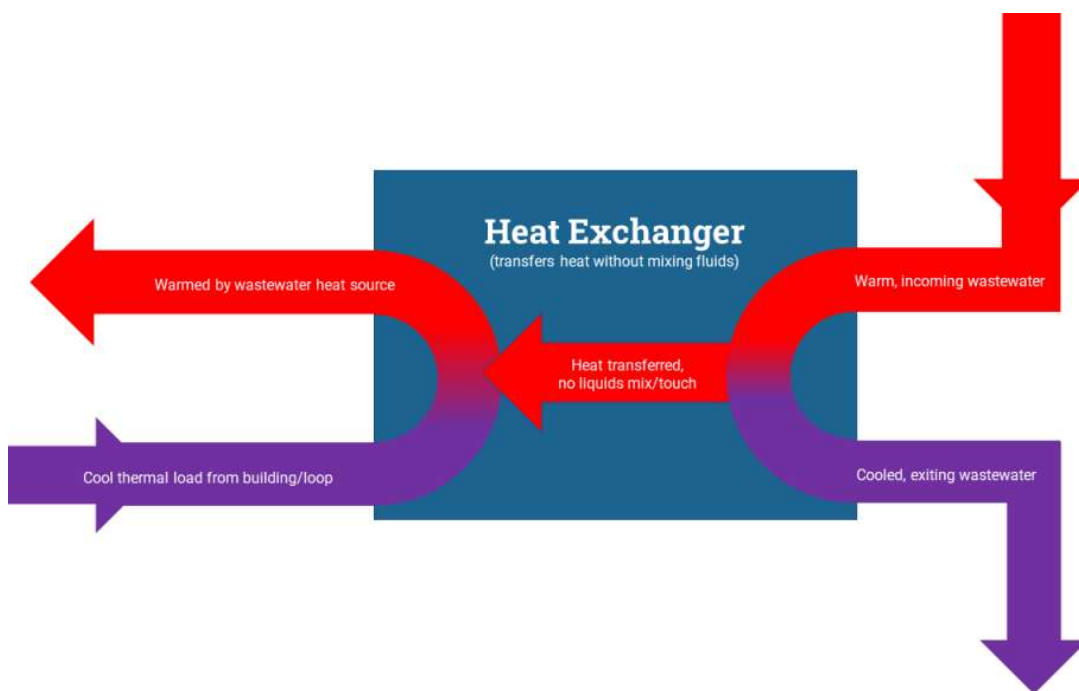 Heat Exchanger
(transfers heat without mixing fluids)
Warmed by wastewater heat source
Warm, incoming wastewater
Heat transferred,
no liquids mix/touch
Cool thermal load from building/loop
Cooled, exiting wastewater